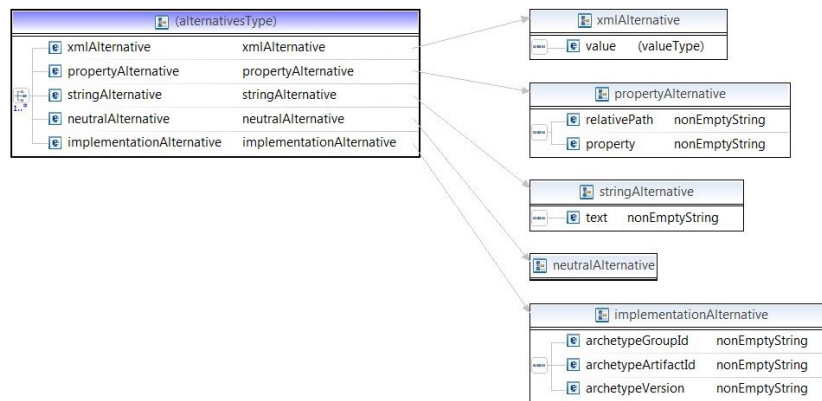 (alternativesType)
xmlAlternative xmlAlternative
propertyAlternative propertyAlternative
stringAlternative stringAlternative
1..*
neutralAlternative neutralAlternative
implementationAlternative implementationAlternative
xmlAlternative
value (valueType)
propertyAlternative
relativePath nonEmptyString
property nonEmptyString
stringAlternative
text nonEmptyString
neutralAlternative
implementationAlternative
archetypeGroupId nonEmptyString
archetypeArtifactId nonEmptyString
archetypeVersion nonEmptyString